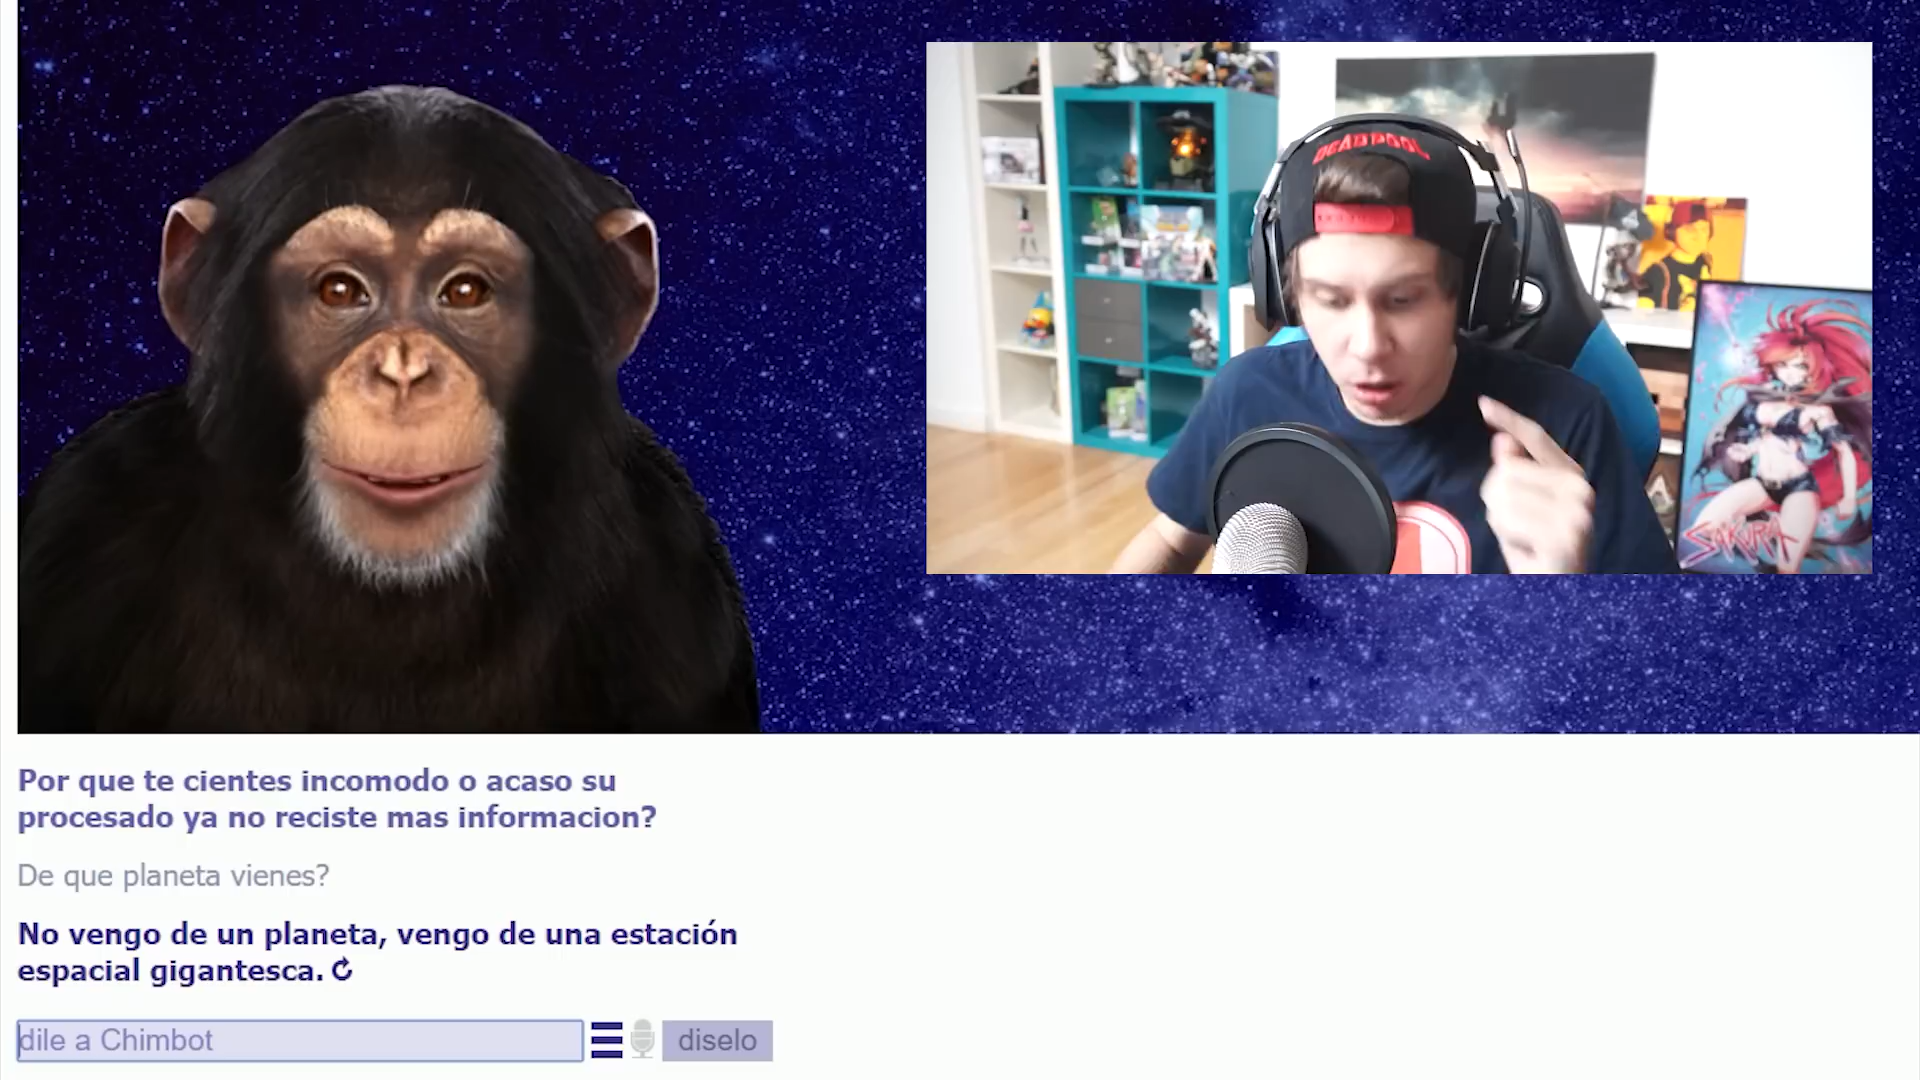 DEADPOOL
SAKURA
Por que te cientes incomodo o acaso su
procesado ya no reciste mas informacion?
De que planeta vienes?
No vengo de un planeta, vengo de una estación
espacial gigantesca.
dile a Chimbot
diselo